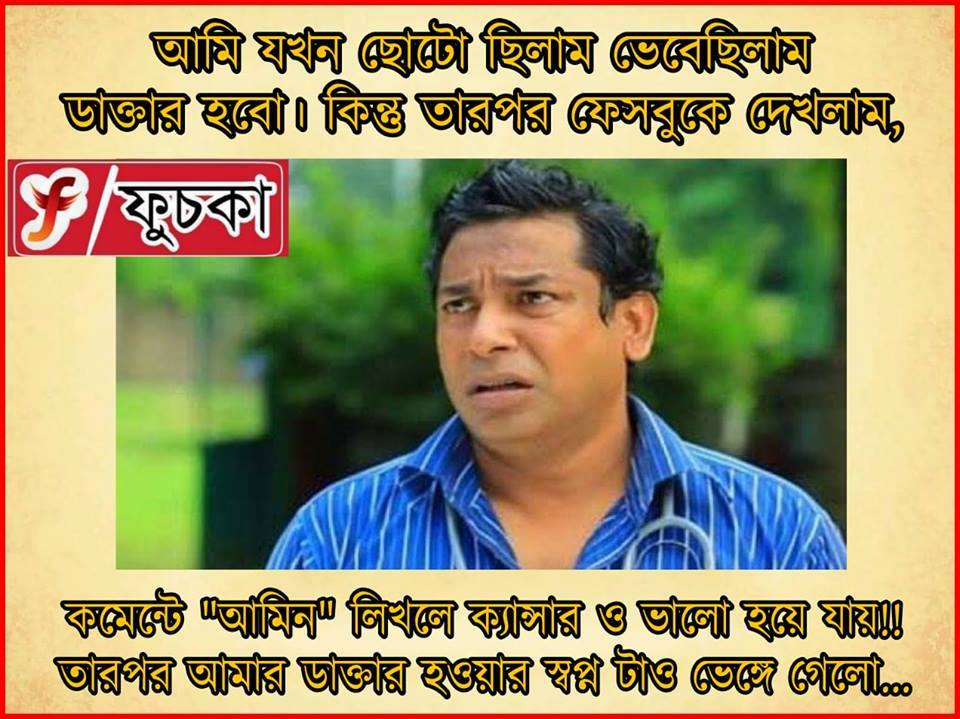 আমি যখন ছোটো ছিলাম ভেবেছিলাম
ডাক্তার হবো। কিন্তু তারপর ফেসবুকে দেখলাম,
f/ফুচকা
কমেন্টে "আমিন" লিখলে ক্যান্সার ও ভালো হয়ে যায়!!
তারপর আমার ডাক্তার হওয়ার স্বপ্ন টাও ভেঙ্গে গেলো...